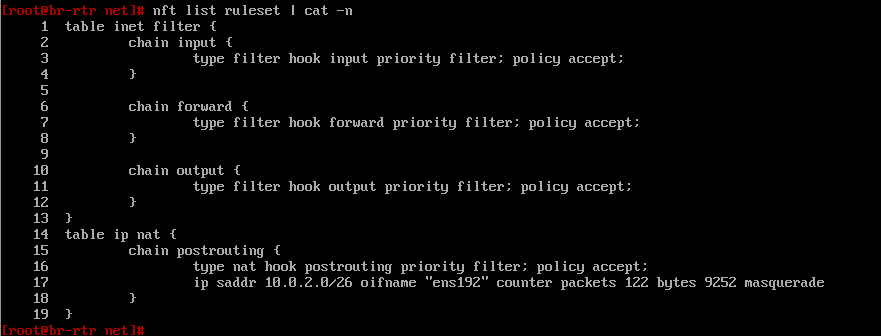 [root@br-rtr net]# nft list ruleset | cat -n
     1  table inet filter {
     2          chain input {
     3                  type filter hook input priority filter; policy accept;
     4          }
     5
     6          chain forward {
     7                  type filter hook forward priority filter; policy accept;
     8          }
     9
    10          chain output {
    11                  type filter hook output priority filter; policy accept;
    12          }
    13  }
    14  table ip nat {
    15          chain postrouting {
    16                  type nat hook postrouting priority filter; policy accept;
    17                  ip saddr 10.0.2.0/26 oifname "ens192" counter packets 122 bytes 9252 masquerade
    18          }
    19  }
[root@br-rtr net]#